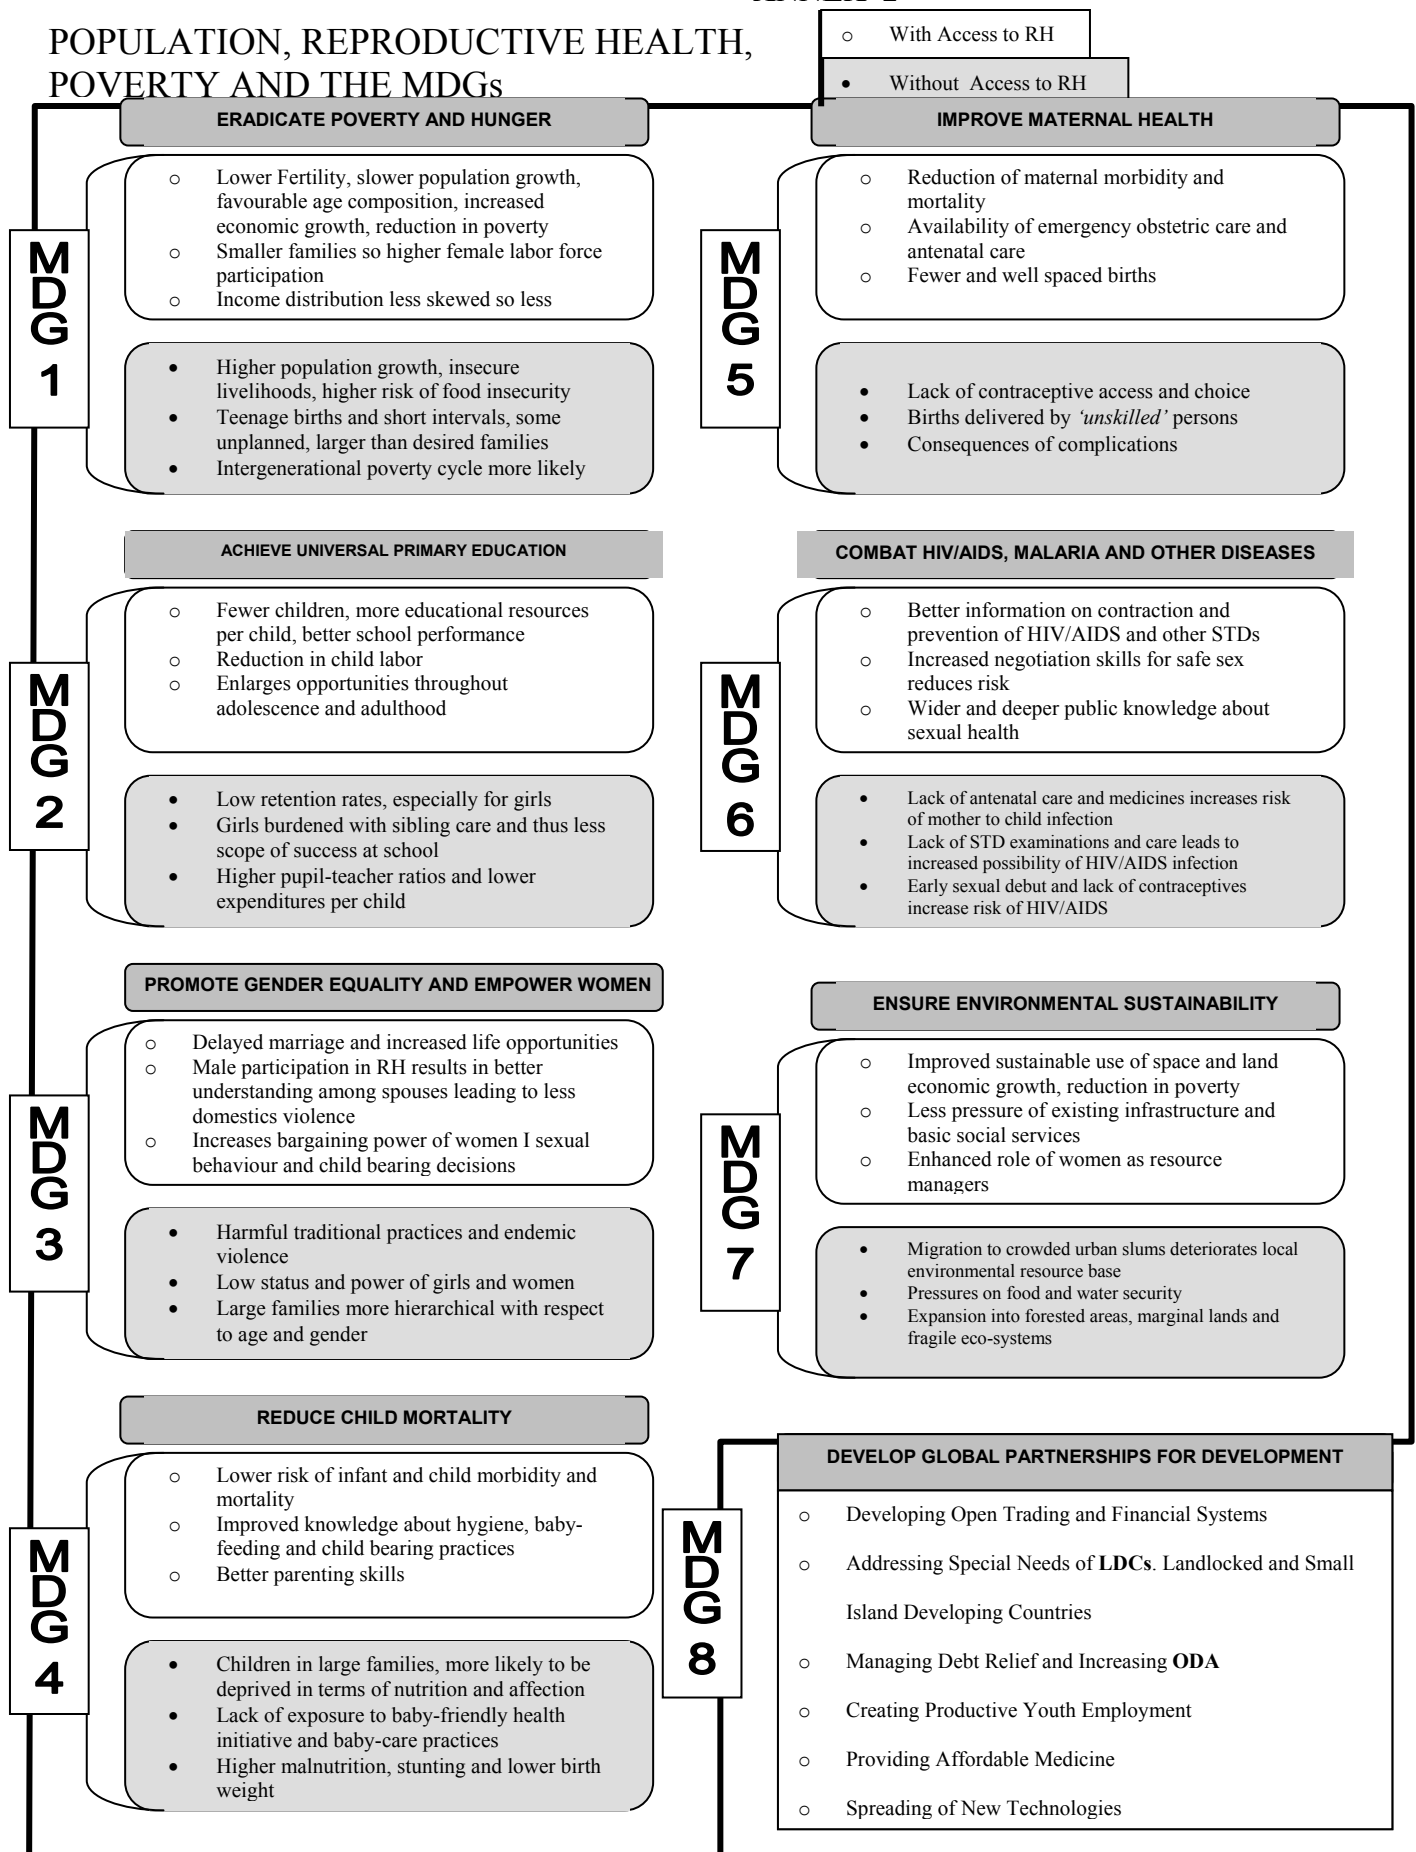 POPULATION, REPRODUCTIVE HEALTH,
POVERTY AND THE MDGs
○ With Access to RH
• Without Access to RH
ERADICATE POVERTY AND HUNGER
MDG 1
○ Lower Fertility, slower population growth,
favourable age composition, increased
economic growth, reduction in poverty
○ Smaller families so higher female labor force
participation
○ Income distribution less skewed so less
• Higher population growth, insecure
livelihoods, higher risk of food insecurity
• Teenage births and short intervals, some
unplanned, larger than desired families
• Intergenerational poverty cycle more likely
ACHIEVE UNIVERSAL PRIMARY EDUCATION
MDG 2
○ Fewer children, more educational resources
per child, better school performance
○ Reduction in child labor
○ Enlarges opportunities throughout
adolescence and adulthood
• Low retention rates, especially for girls
• Girls burdened with sibling care and thus less
scope of success at school
• Higher pupil-teacher ratios and lower
expenditures per child
PROMOTE GENDER EQUALITY AND EMPOWER WOMEN
MDG 3
○ Delayed marriage and increased life opportunities
○ Male participation in RH results in better
understanding among spouses leading to less
domestics violence
○ Increases bargaining power of women I sexual
behaviour and child bearing decisions
• Harmful traditional practices and endemic
violence
• Low status and power of girls and women
• Large families more hierarchical with respect
to age and gender
REDUCE CHILD MORTALITY
MDG 4
○ Lower risk of infant and child morbidity and
mortality
○ Improved knowledge about hygiene, baby-
feeding and child bearing practices
○ Better parenting skills
• Children in large families, more likely to be
deprived in terms of nutrition and affection
• Lack of exposure to baby-friendly health
initiative and baby-care practices
• Higher malnutrition, stunting and lower birth
weight
IMPROVE MATERNAL HEALTH
MDG 5
○ Reduction of maternal morbidity and
mortality
○ Availability of emergency obstetric care and
antenatal care
○ Fewer and well spaced births
• Lack of contraceptive access and choice
• Births delivered by ‘unskilled’ persons
• Consequences of complications
COMBAT HIV/AIDS, MALARIA AND OTHER DISEASES
MDG 6
○ Better information on contraction and
prevention of HIV/AIDS and other STDs
○ Increased negotiation skills for safe sex
reduces risk
○ Wider and deeper public knowledge about
sexual health
• Lack of antenatal care and medicines increases risk
of mother to child infection
• Lack of STD examinations and care leads to
increased possibility of HIV/AIDS infection
• Early sexual debut and lack of contraceptives
increase risk of HIV/AIDS
ENSURE ENVIRONMENTAL SUSTAINABILITY
MDG 7
○ Improved sustainable use of space and land
economic growth, reduction in poverty
○ Less pressure of existing infrastructure and
basic social services
○ Enhanced role of women as resource
managers
• Migration to crowded urban slums deteriorates local
environmental resource base
• Pressures on food and water security
• Expansion into forested areas, marginal lands and
fragile eco-systems
DEVELOP GLOBAL PARTNERSHIPS FOR DEVELOPMENT
MDG 8
○ Developing Open Trading and Financial Systems
○ Addressing Special Needs of LDCs. Landlocked and Small
Island Developing Countries
○ Managing Debt Relief and Increasing ODA
○ Creating Productive Youth Employment
○ Providing Affordable Medicine
○ Spreading of New Technologies